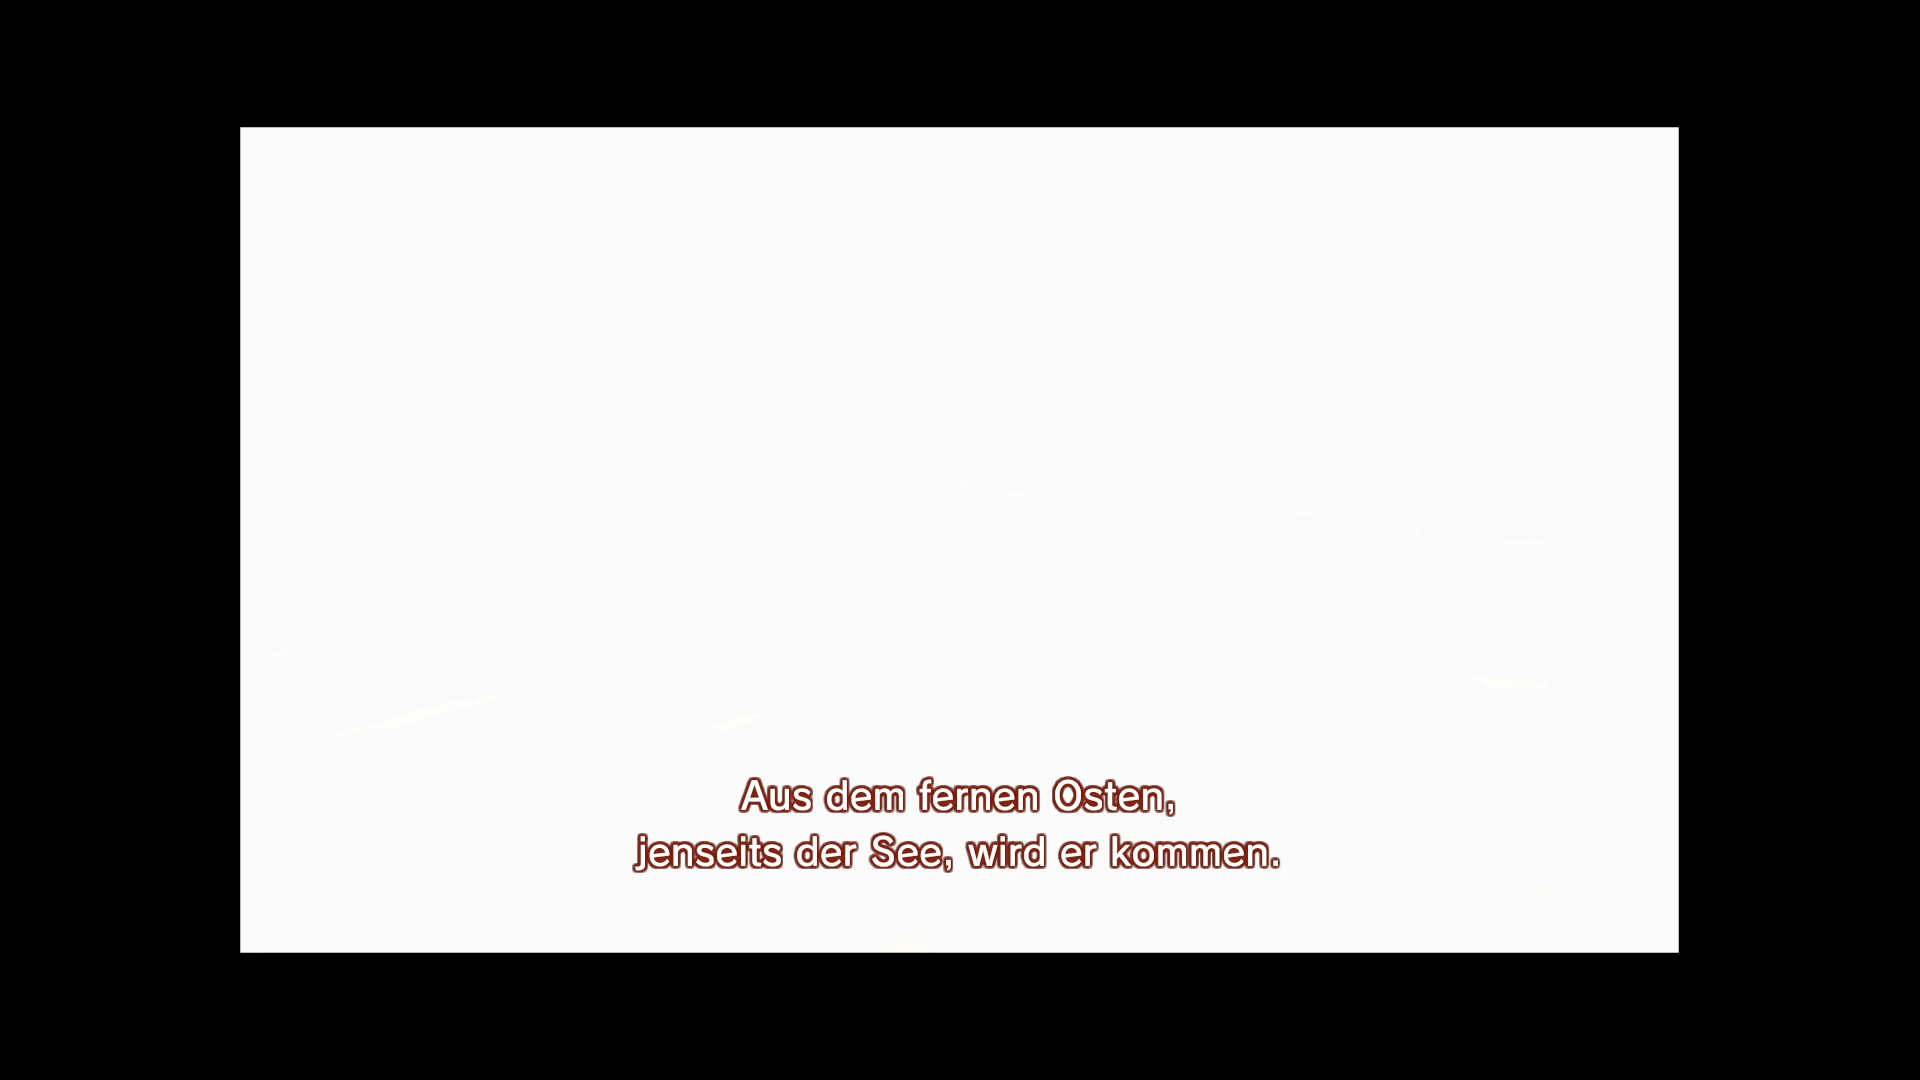 Aus dem fernen Osten,
jenseits der See, wird er kommen.